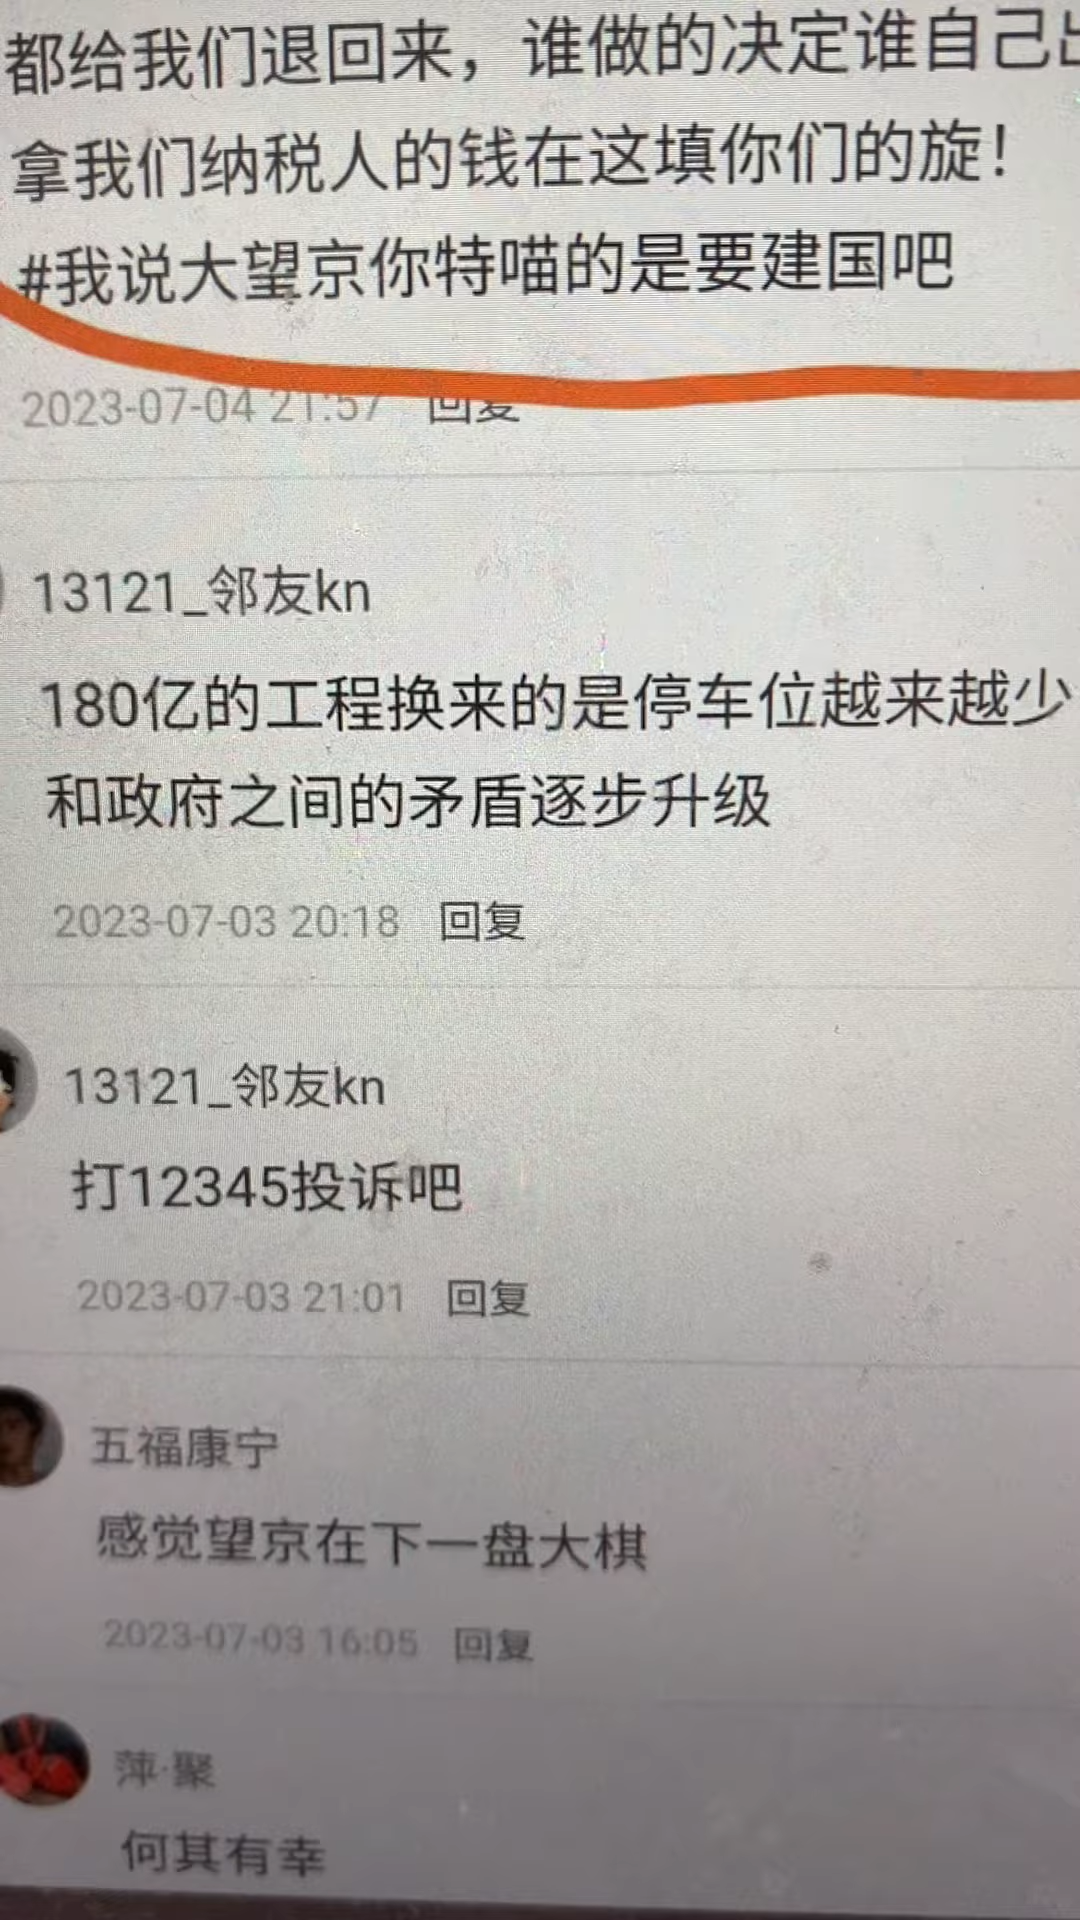 都给我们退回来，谁做的决定谁自己出
拿我们纳税人的钱在这填你们的旋！
#我说大望京你特喵的是要建国吧
2023-07-04 21:57 回复
13121_邻友kn
180亿的工程换来的是停车位越来越少
和政府之间的矛盾逐步升级
2023-07-03 20:18 回复
13121_邻友kn
打12345投诉吧
2023-07-03 21:01 回复
五福康宁
感觉望京在下一盘大棋
2023-07-03 16:05 回复
萍·聚
何其有幸